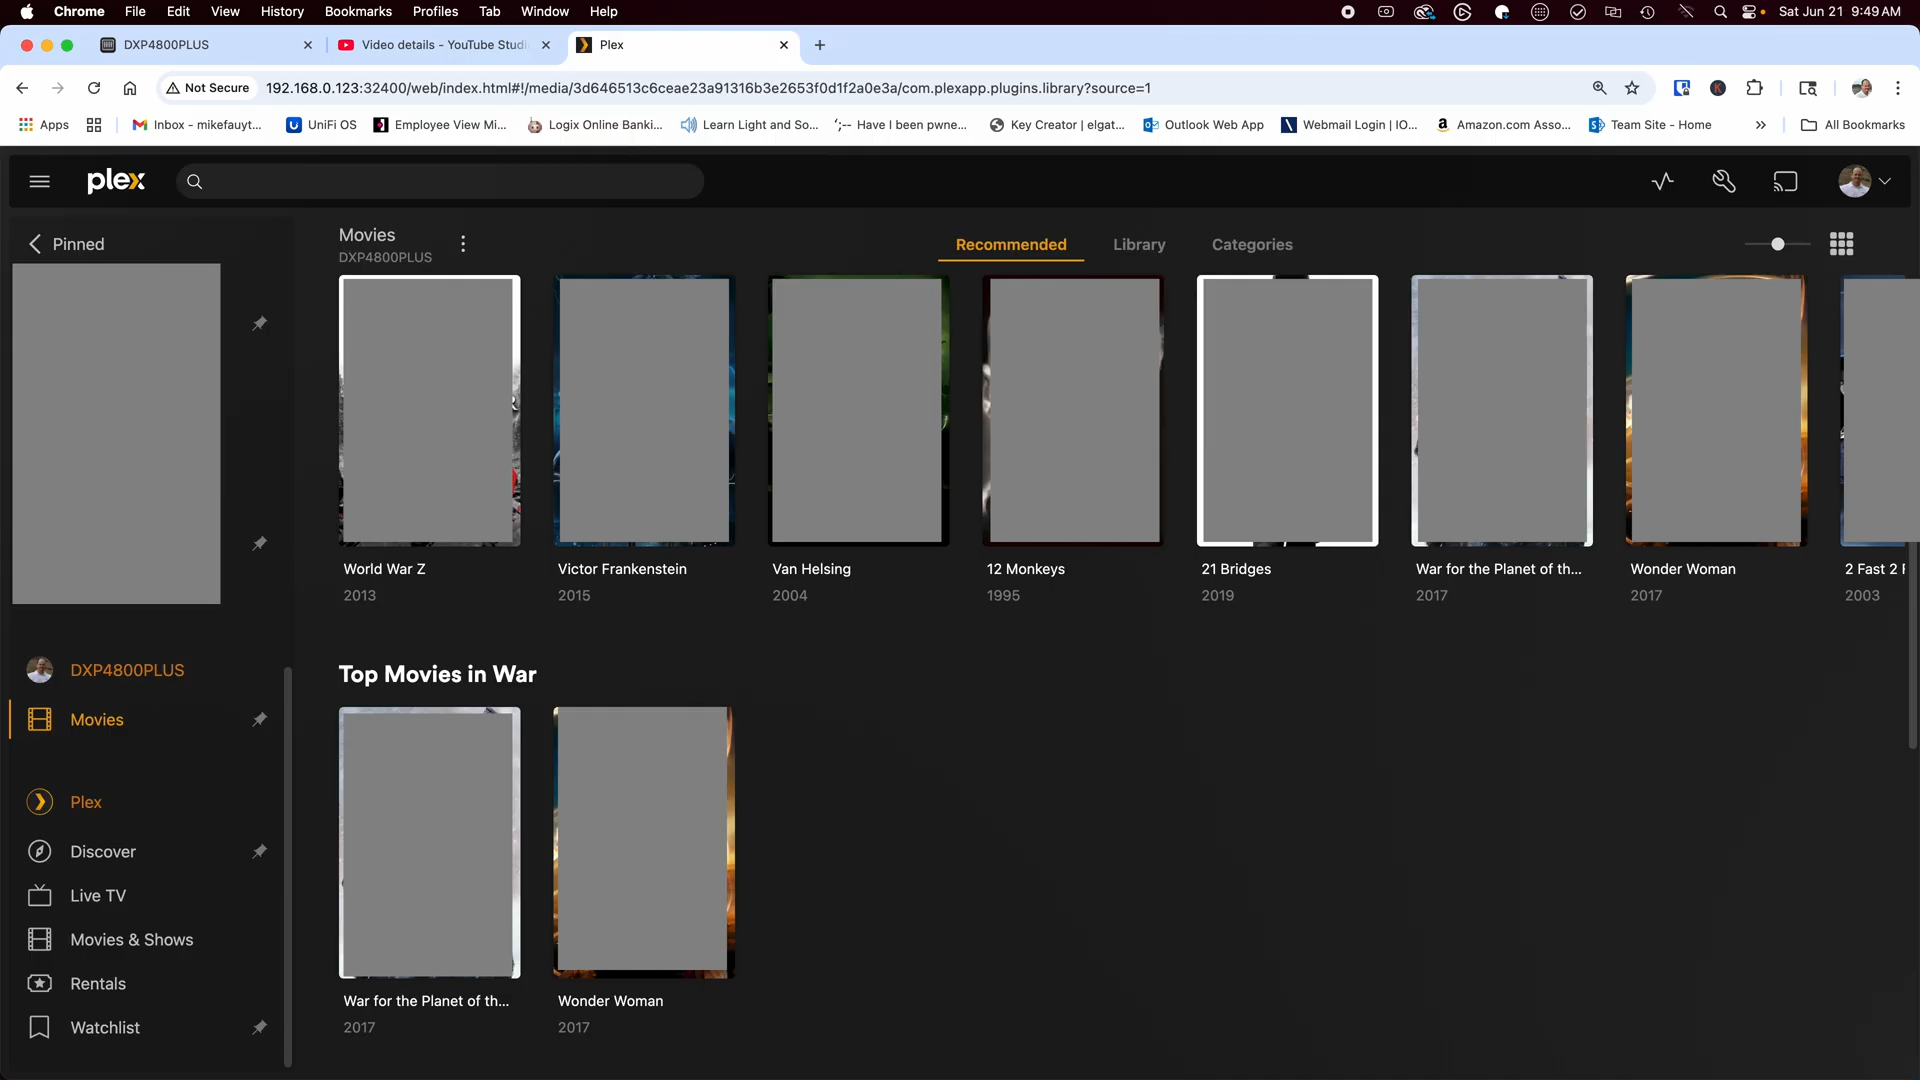 Chrome File Edit View History Bookmarks Profiles Tab Window Help Sat Jun 21 9:49 AM
DXP4800PLUS Video details - YouTube Studi Plex
Not Secure 192.168.0.123:32400/web/index.html#!/media/3d646513c6ceae23a91316b3e2653f0d1f2a0e3a/com.plexapp.plugins.library?source=1
Apps Inbox - mikefauyt... UniFi OS Employee View Mi... Logix Online Banki... Learn Light and So... Have I been pwne... Key Creator | elgat... Outlook Web App Webmail Login | IO... Amazon.com Asso... Team Site - Home » All Bookmarks
plex
Pinned
Movies
DXP4800PLUS
Recommended Library Categories
World War Z Victor Frankenstein Van Helsing 12 Monkeys 21 Bridges War for the Planet of th... Wonder Woman 2 Fast 2 F
2013 2015 2004 1995 2019 2017 2017 2003
DXP4800PLUS
Movies
Plex
Discover
Live TV
Movies & Shows
Rentals
Watchlist
Top Movies in War
War for the Planet of th... Wonder Woman
2017 2017